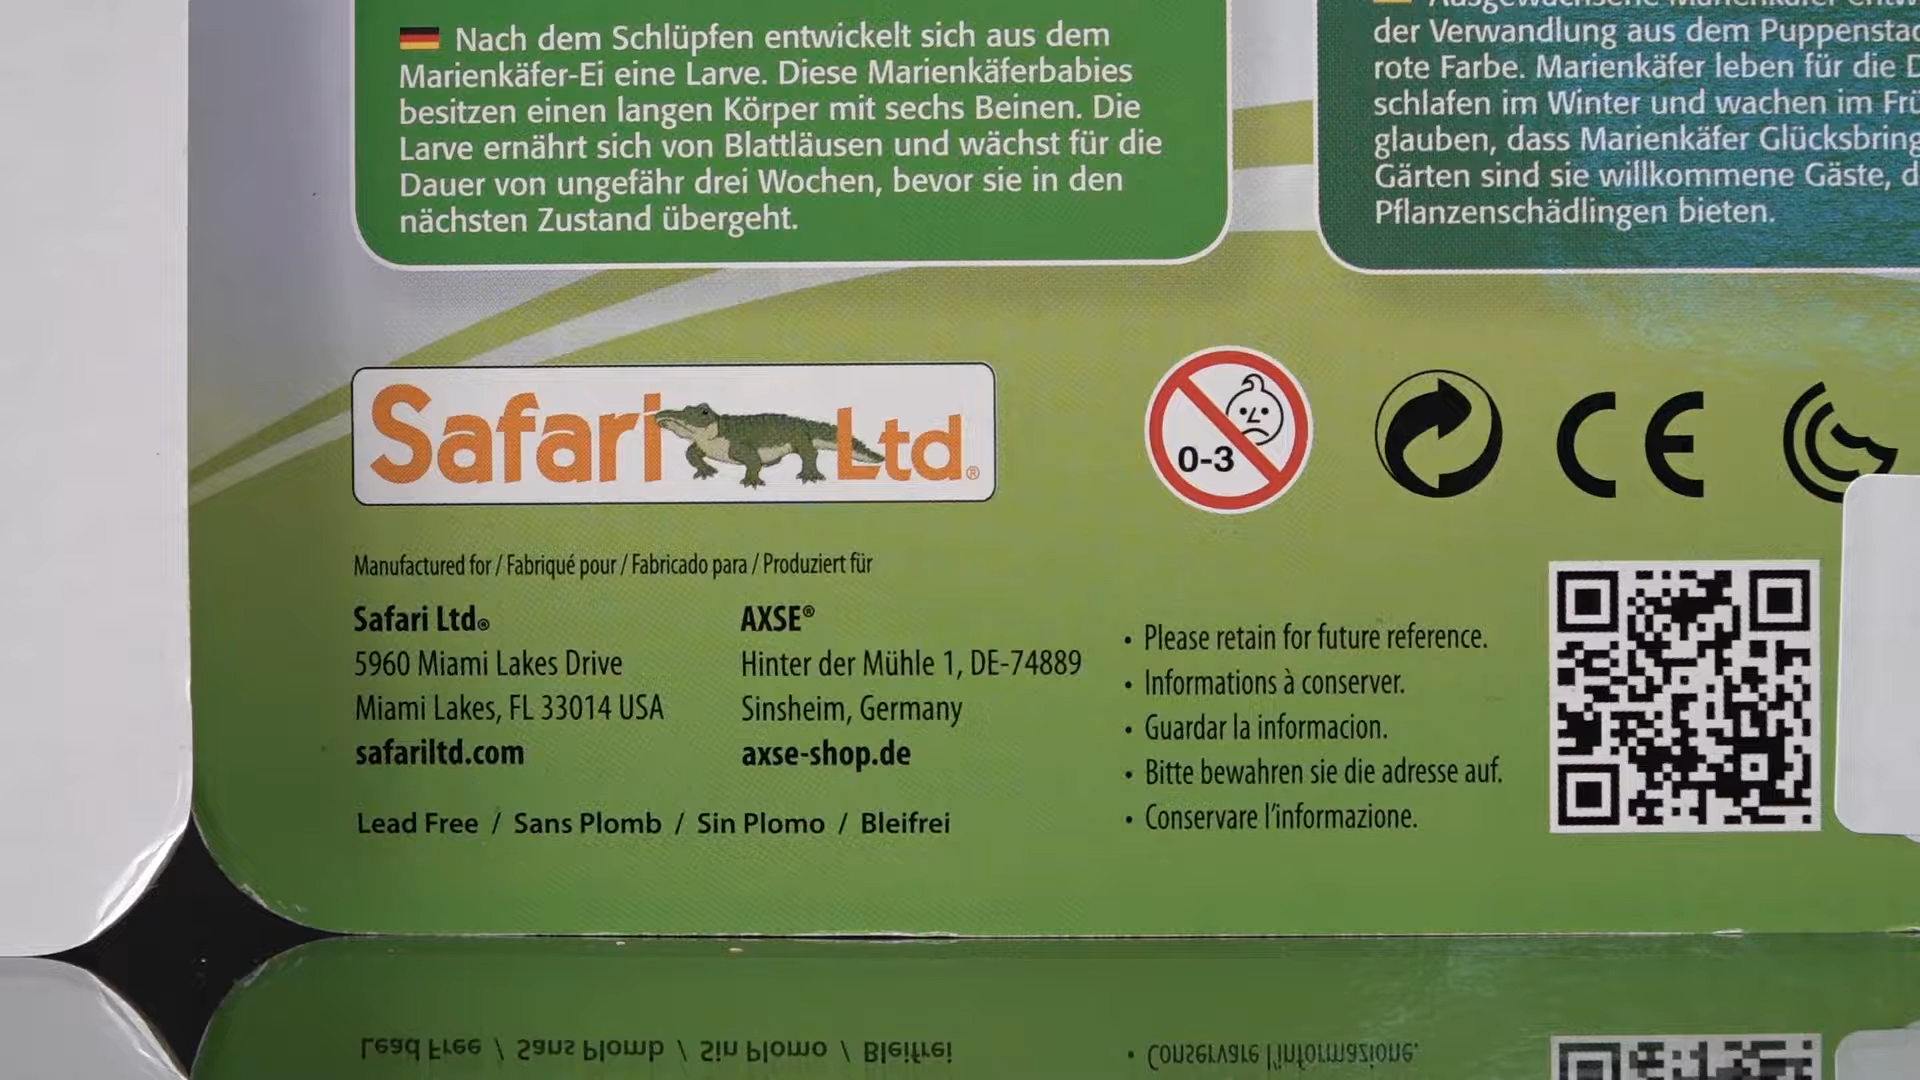 Nach dem Schlüpfen entwickelt sich aus dem
Marienkäfer-Ei eine Larve. Diese Marienkäferbabies
besitzen einen langen Körper mit sechs Beinen. Die
Larve ernährt sich von Blattläusen und wächst für die
Dauer von ungefähr drei Wochen, bevor sie in den
nächsten Zustand übergeht.
der Verwandlung aus dem
rote Farbe. Marienkäfer leben für die
schlafen im Winter und wachen im
glauben, dass Marienkäfer
Gärten sind sie willkommene Gäste,
Pflanzenschädlingen bieten.
Safari Ltd®
0-3
CE
Manufactured for / Fabriqué pour / Fabricado para / Produziert für
Safari Ltd®
5960 Miami Lakes Drive
Miami Lakes, FL 33014 USA
safariltd.com
AXSE®
Hinter der Mühle 1, DE-74889
Sinsheim, Germany
axse-shop.de
Lead Free / Sans Plomb / Sin Plomo / Bleifrei
• Please retain for future reference.
• Informations à conserver.
• Guardar la informacion.
• Bitte bewahren sie die adresse auf.
• Conservare l'informazione.